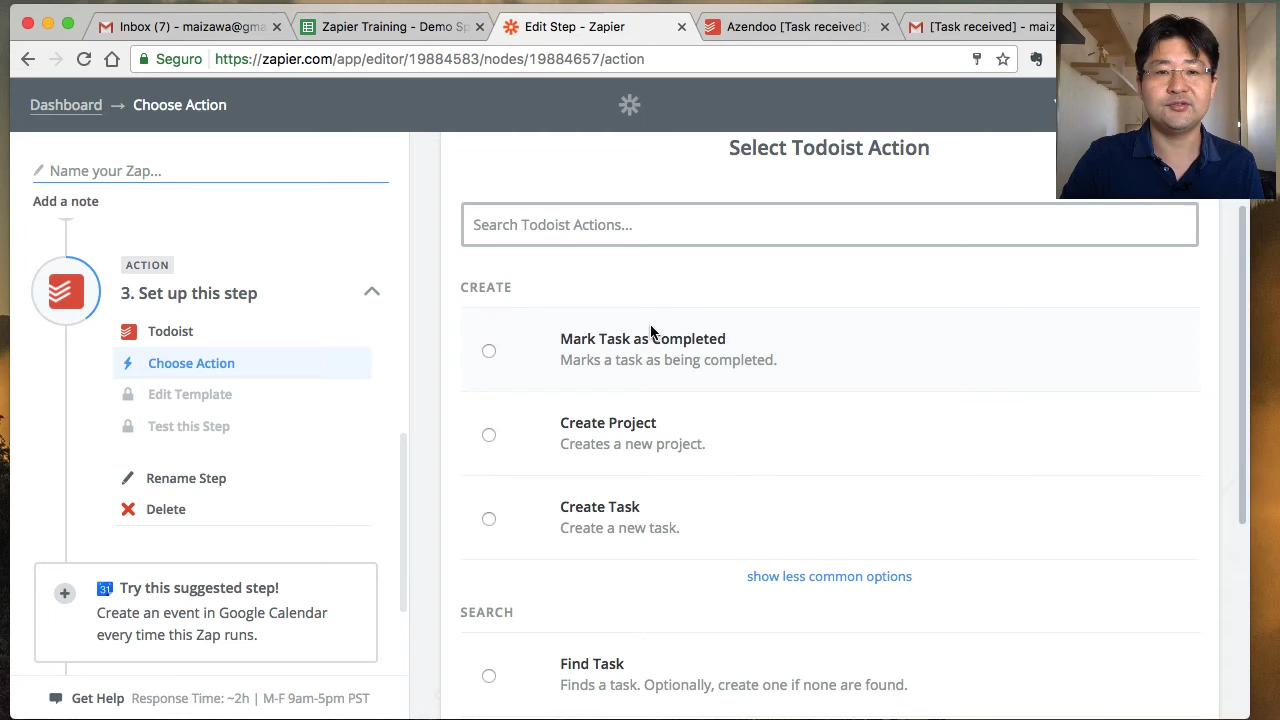 Inbox (7) - maizawa@gma
Zapier Training - Demo Sp
Edit Step - Zapier
Azendoo [Task received]:
[Task received] - maiz
Seguro
https://zapier.com/app/editor/19884583/nodes/19884657/action
Dashboard → Choose Action
Name your Zap...
Add a note
ACTION
3. Set up this step
Todoist
Choose Action
Edit Template
Test this Step
Rename Step
Delete
31 Try this suggested step!
Create an event in Google Calendar
every time this Zap runs.
Get Help Response Time: ~2h | M-F 9am-5pm PST
Select Todoist Action
Search Todoist Actions...
CREATE
Mark Task as Completed
Marks a task as being completed.
Create Project
Creates a new project.
Create Task
Create a new task.
show less common options
SEARCH
Find Task
Finds a task. Optionally, create one if none are found.